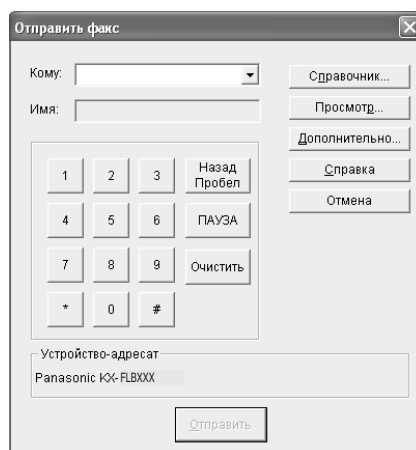 Отправить факс
Кому:
Справочник...
Имя:
Просмотр...
Дополнительно...
1 2 3 Назад Пробел
Справка
4 5 6 ПАУЗА
Отмена
7 8 9 Очистить
* 0 #
Устройство-адресат
Panasonic KX-FLBXXX
Отправить